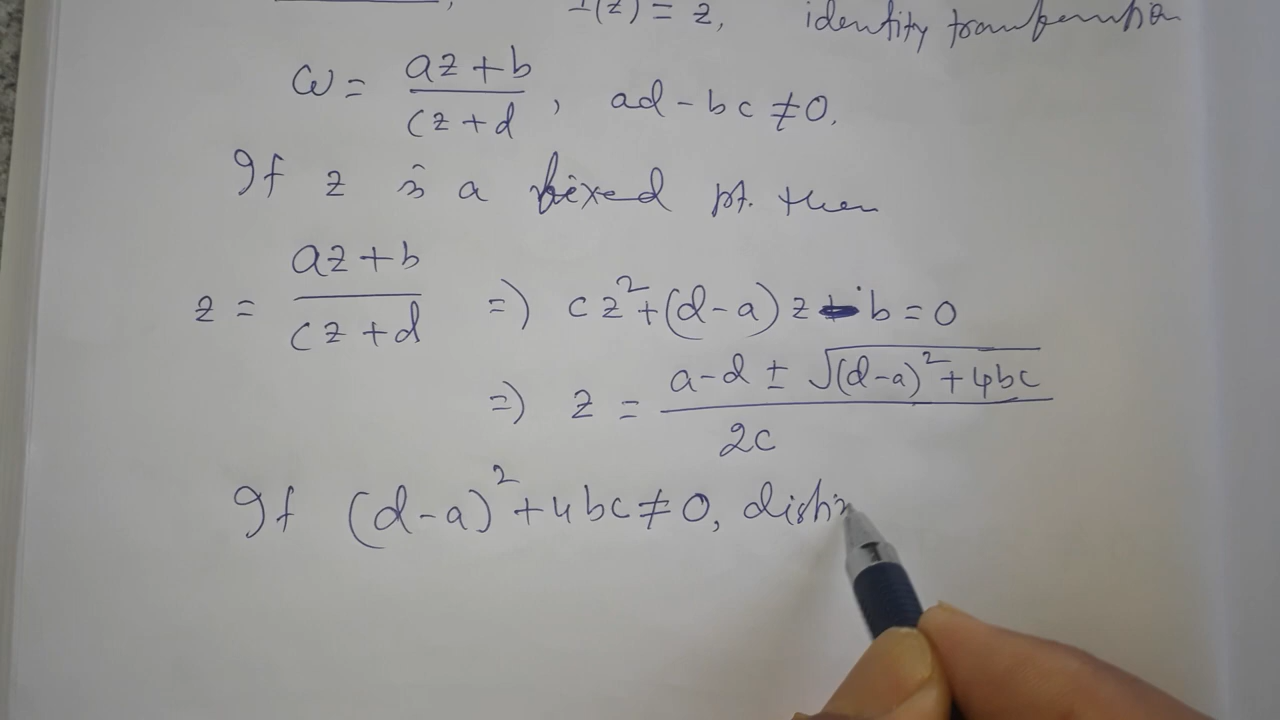 I(z) = z, identity transformation
ω = (az + b)/(cz + d), ad - bc ≠ 0.
If z is a fixed pt. then
z = (az + b)/(cz + d) => cz² + (d - a) z - b = 0
=> z = (a - d ± √((d - a)² + 4bc))/(2c)
If (d - a)² + 4bc ≠ 0,